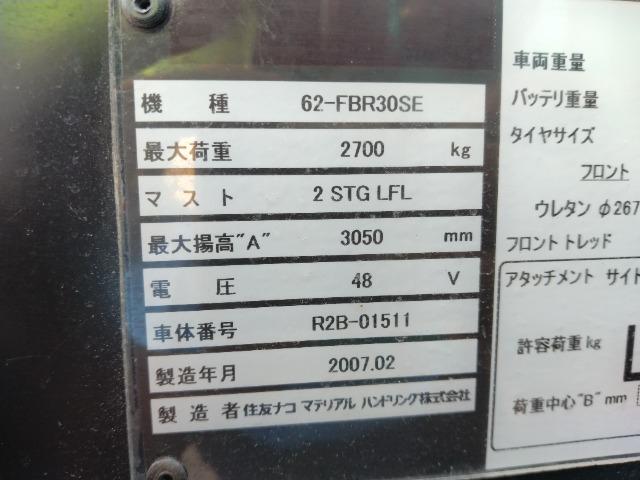 機 種 62-FBR30SE
最大荷重 2700 kg
マスト 2 STG LFL
最大揚高"A" 3050 mm
電圧 48 V
車体番号 R2B-01511
製造年月 2007.02
製造者 住友ナコ マテリアル ハンドリング株式会社
車両重量
バッテリ重量
タイヤサイズ
フロント
ウレタン φ267
フロントトレッド
アタッチメント サイド
許容荷重 kg
荷重中心"B" mm